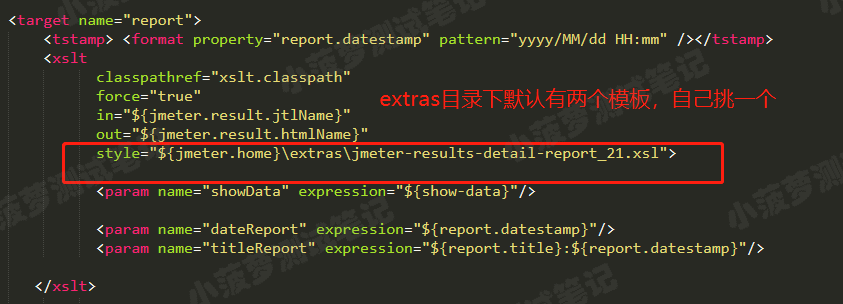 <target name="report">
<tstamp> <format property="report.datestamp" pattern="yyyy/MM/dd HH:mm" /></tstamp>
<xslt
classpathref="xslt.classpath"
force="true"
extras目录下默认有两个模板，自己挑一个
in="${jmeter.result.jtlName}"
out="${jmeter.result.htmlName}"
style="${jmeter.home}\extras\jmeter-results-detail-report_21.xsl">
<param name="showData" expression="${show-data}"/>
<param name="dateReport" expression="${report.datestamp}"/>
<param name="titleReport" expression="${report.title}:${report.datestamp}"/>
</xslt>
小菠萝测试笔记